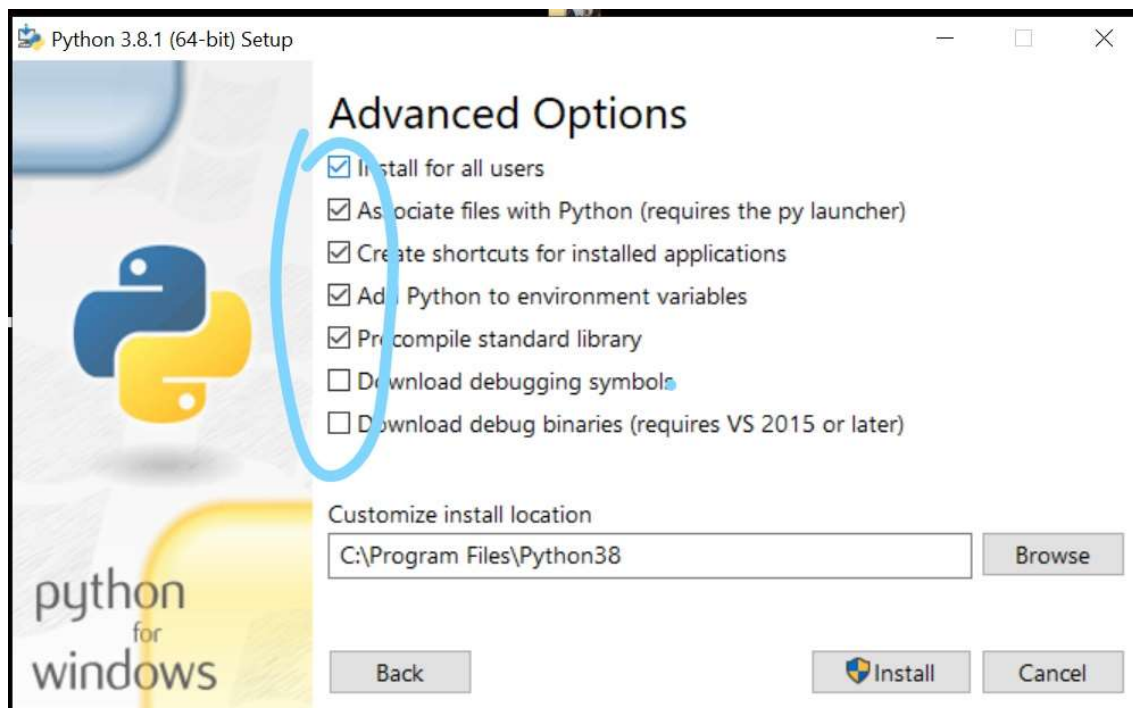 Python 3.8.1 (64-bit) Setup
Advanced Options
Install for all users
Associate files with Python (requires the py launcher)
Create shortcuts for installed applications
Add Python to environment variables
Precompile standard library
Download debugging symbols
Download debug binaries (requires VS 2015 or later)
Customize install location
C:\Program Files\Python38
Browse
python
for
windows
Back
Install
Cancel